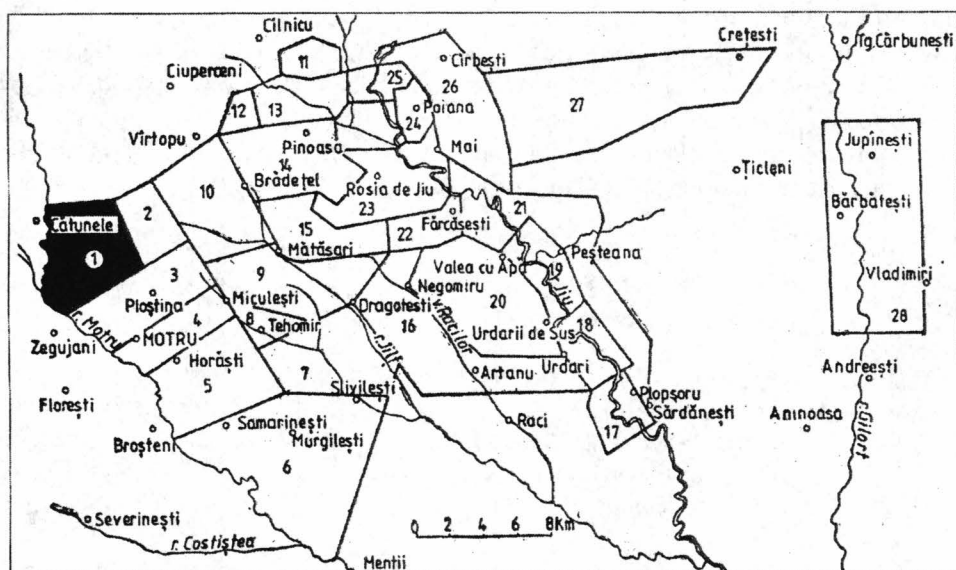 Cîlnicu
Crețești
Tg. Cărbunești
Cîrbești
11
25
26
Ciuperceni
12
13
Poiana
27
24
Vîrtopu
Pinoasa
Mai
Jupînești
14
Țicleni
10
Brădețel
Roșia de Jiu
23
2
Cătunele
Fărcășești
21
Bărbătești
15
22
Mătăsari
Peșteana
1
Valea cu Apă
3
9
19
Vladimiri
Negomiru
r. Jiu
Ploștina
Miculești
20
28
Dragotești
r. Motru
4
8
Tehomir
16
Urdarii de Sus
18
Zegujani
MOTRU
r. Jilț
Horăști
Urdari
7
Artanu
Andreești
5
Slivilești
Plopșoru
Florești
Sărdănești
Aninoasa
Samarinești
Raci
17
r. Gilort
Broșteni
Murgilești
6
Severinești
0 2 4 6 8Km
r. Costiștea
Mentii